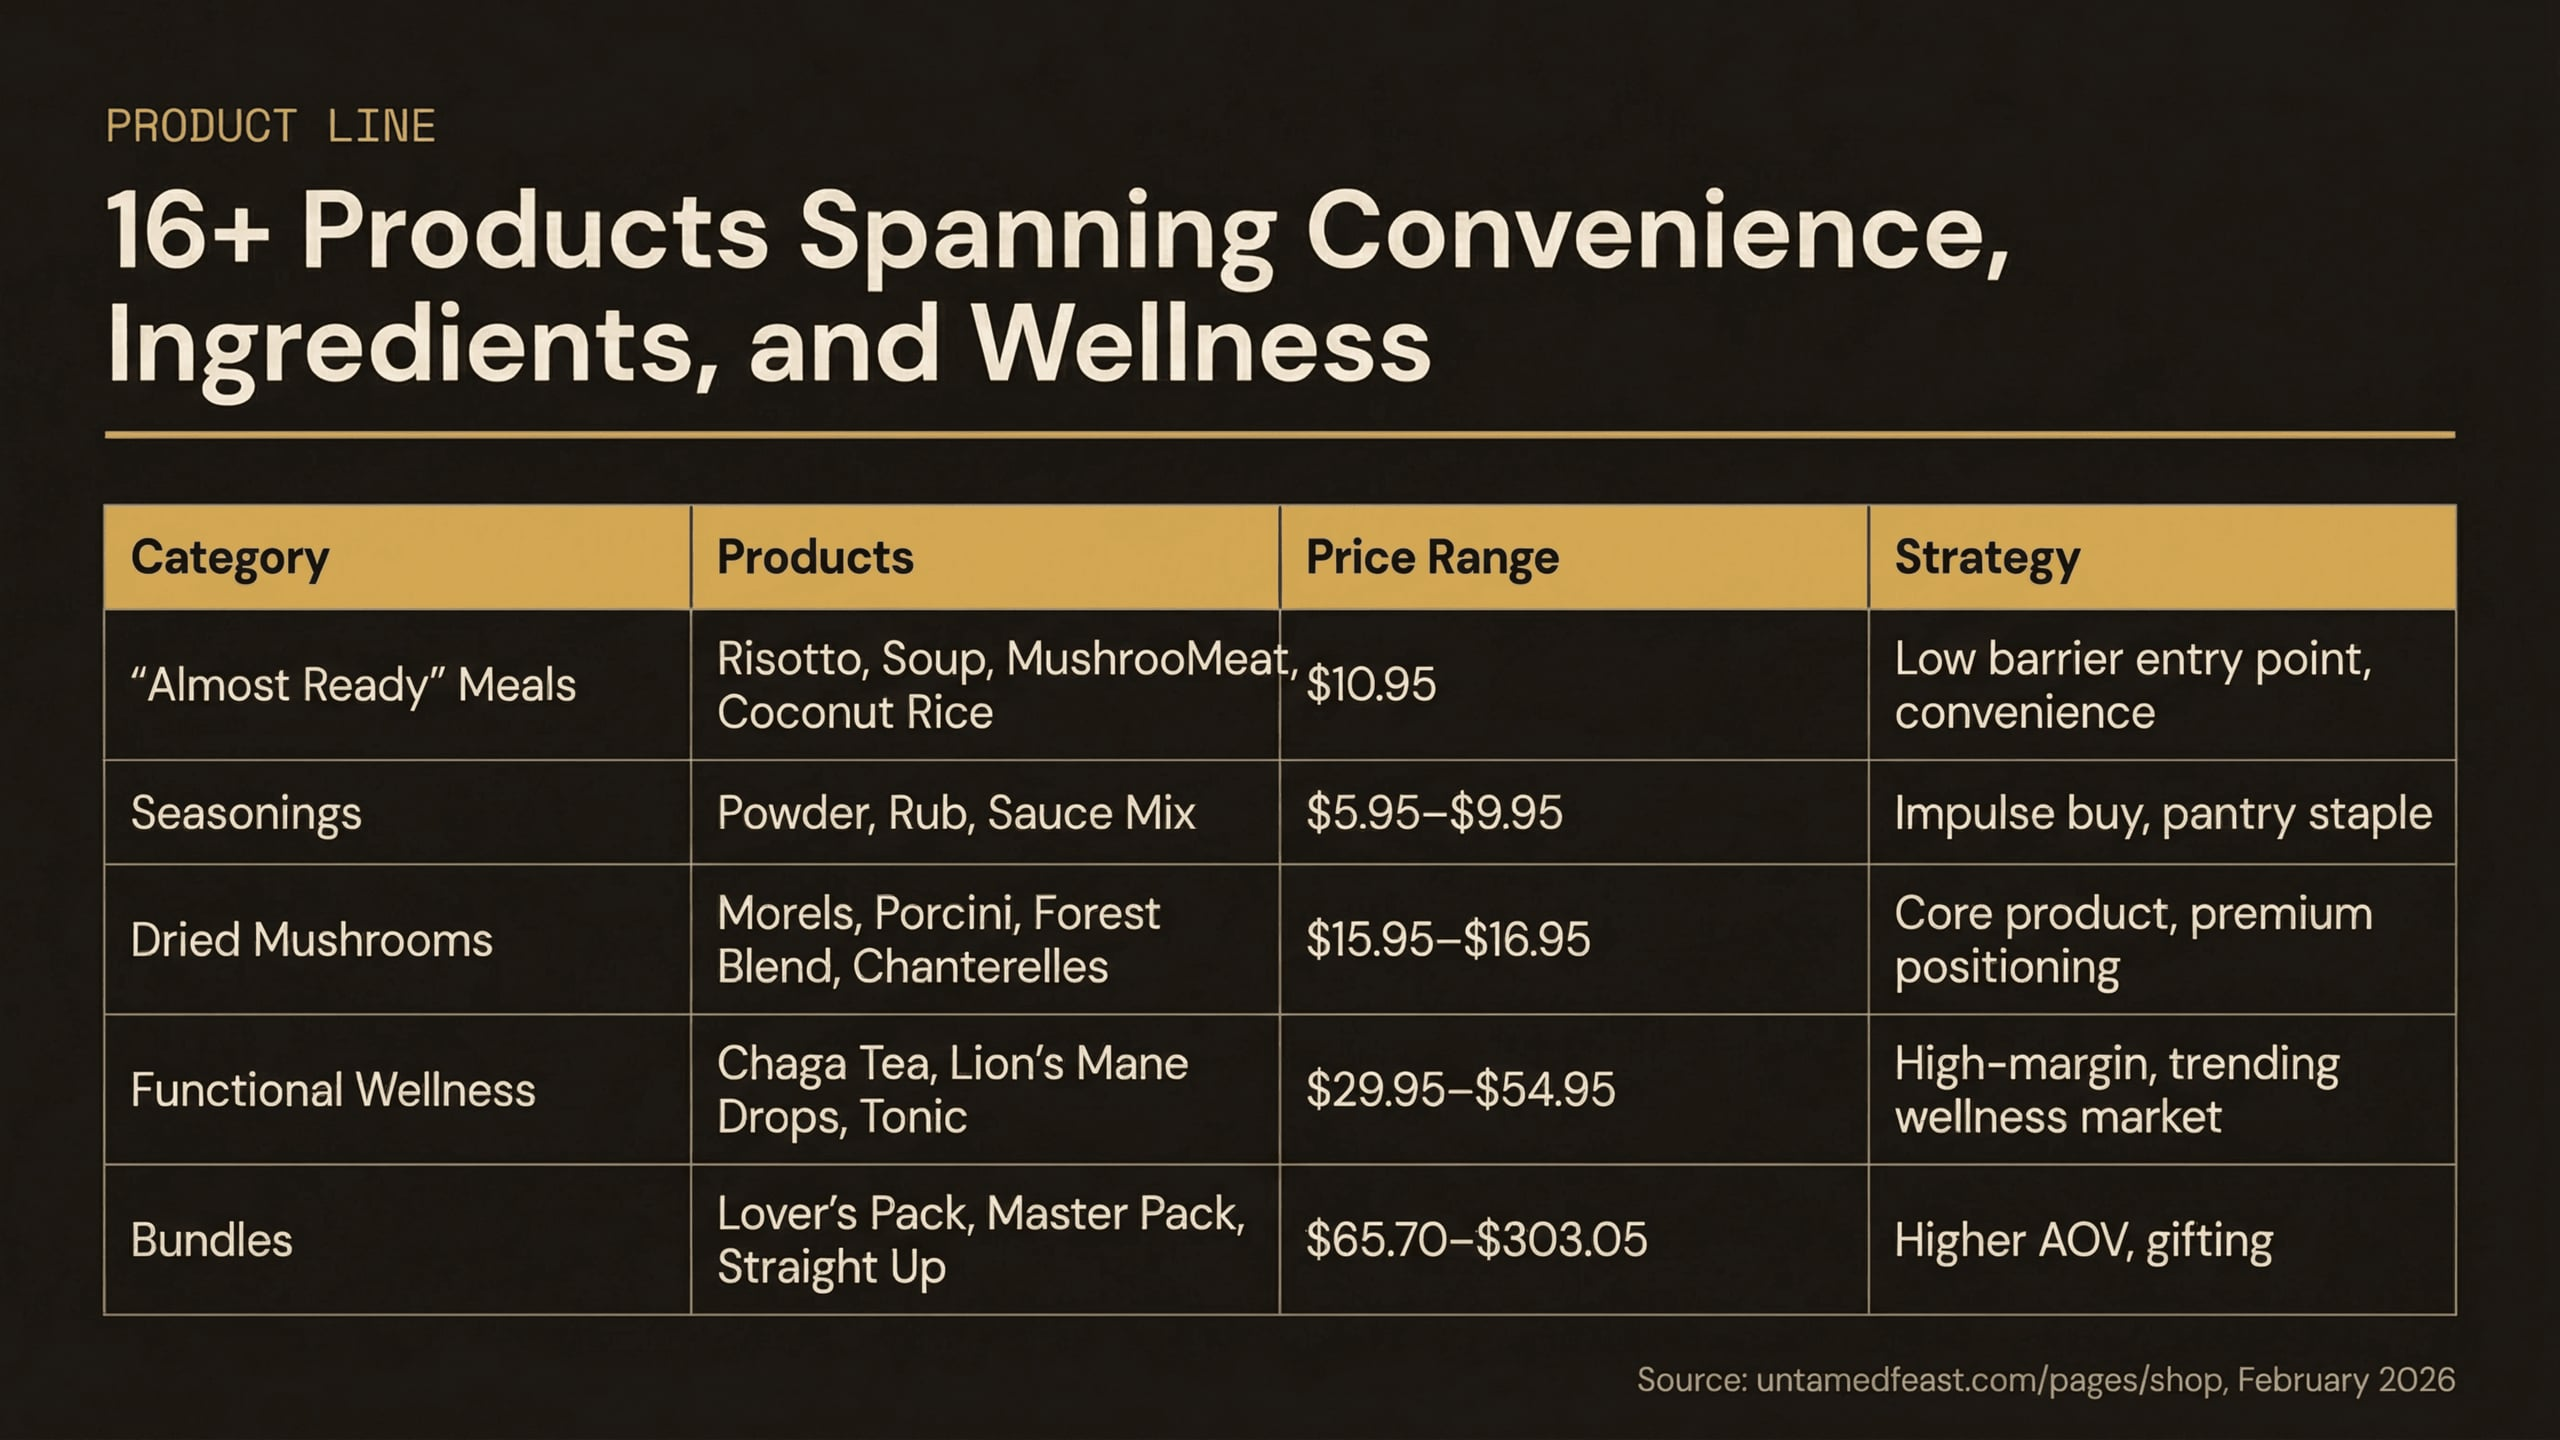 PRODUCT LINE
16+ Products Spanning Convenience,
Ingredients, and Wellness
Category
Products
Price Range
Strategy
“Almost Ready” Meals
Risotto, Soup, MushrooMeat,
Coconut Rice
$10.95
Low barrier entry point,
convenience
Seasonings
Powder, Rub, Sauce Mix
$5.95–$9.95
Impulse buy, pantry staple
Dried Mushrooms
Morels, Porcini, Forest
Blend, Chanterelles
$15.95–$16.95
Core product, premium
positioning
Functional Wellness
Chaga Tea, Lion’s Mane
Drops, Tonic
$29.95–$54.95
High-margin, trending
wellness market
Bundles
Lover’s Pack, Master Pack,
Straight Up
$65.70–$303.05
Higher AOV, gifting
Source: untamedfeast.com/pages/shop, February 2026